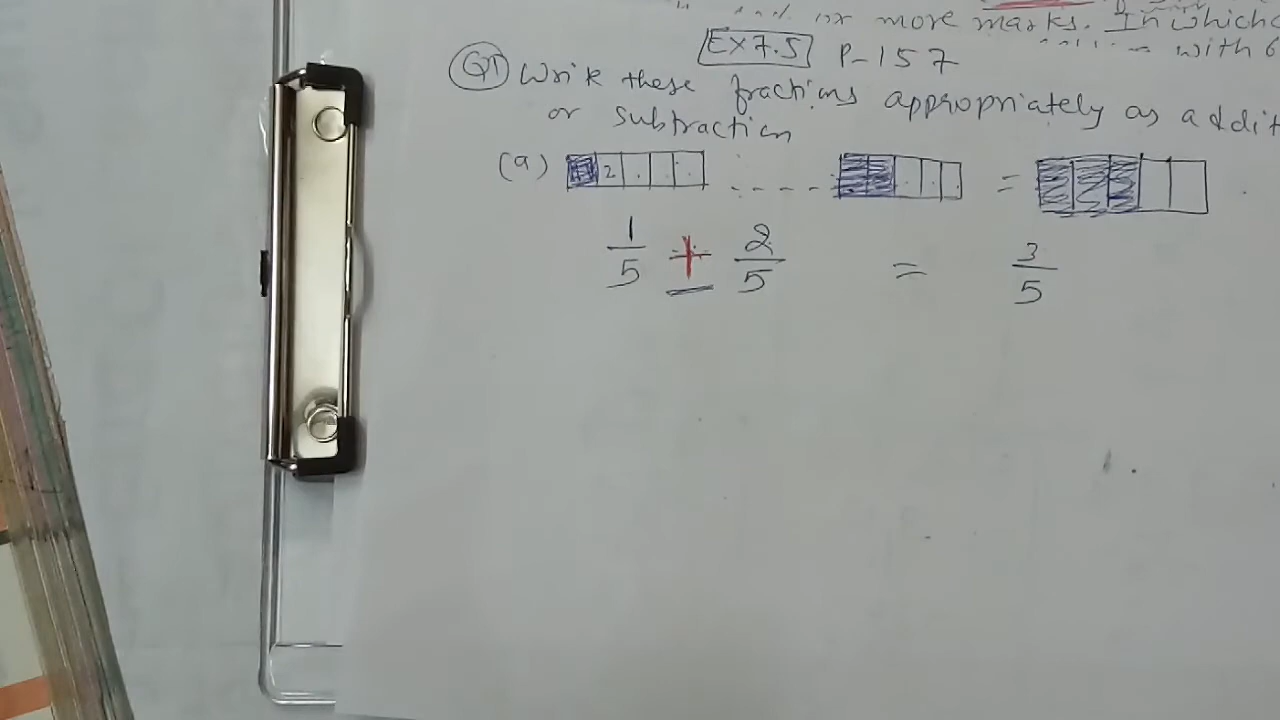 or more marks. In which
EX 7.5 P-157 with
Q1 Write these fractions appropriately as addit
or subtraction
(a) 2 ..... =
1/5 + 2/5 = 3/5